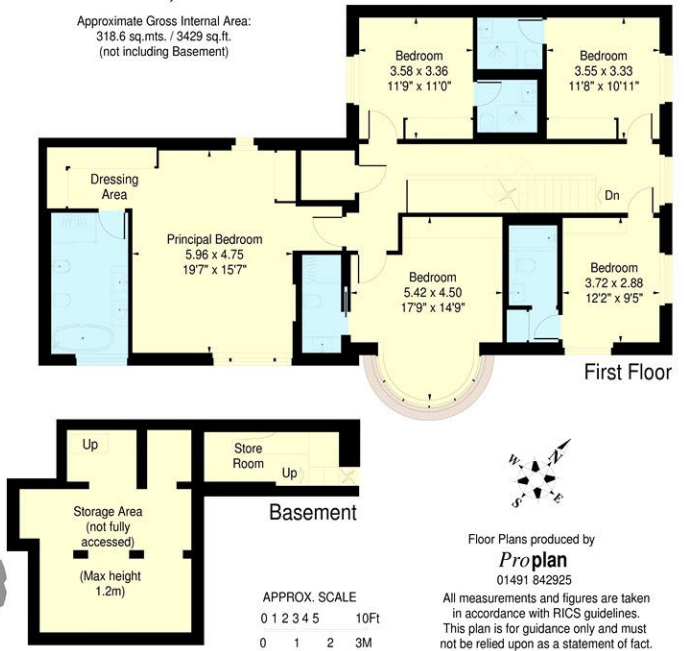 Approximate Gross Internal Area:
318.6 sq.mts. / 3429 sq.ft.
(not including Basement)
Bedroom
3.58 x 3.36
11'9" x 11'0"
Bedroom
3.55 x 3.33
11'8" x 10'11"
Dressing
Area
Dn
Principal Bedroom
5.96 x 4.75
19'7" x 15'7"
Bedroom
5.42 x 4.50
17'9" x 14'9"
Bedroom
3.72 x 2.88
12'2" x 9'5"
First Floor
Up
Store
Room
Up
Storage Area
(not fully
accessed)
(Max height
1.2m)
Basement
W N
S E
APPROX. SCALE
0 1 2 3 4 5 10Ft
0 1 2 3M
Floor Plans produced by
Proplan
01491 842925
All measurements and figures are taken
in accordance with RICS guidelines.
This plan is for guidance only and must
not be relied upon as a statement of fact.